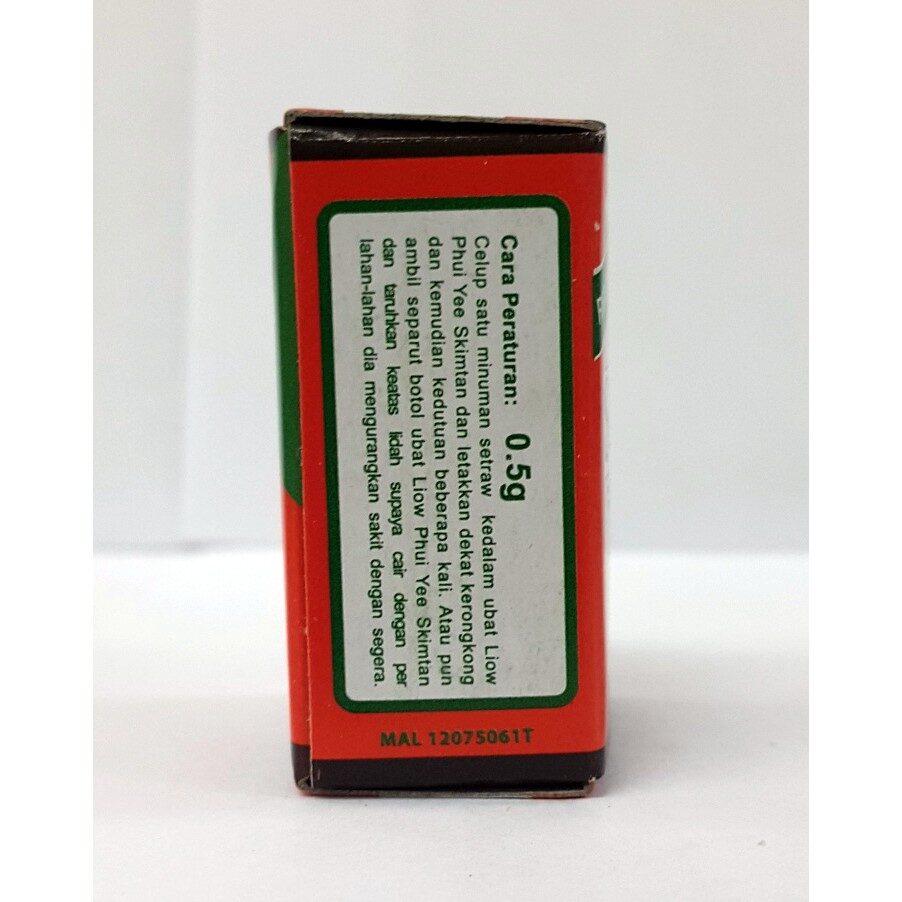 Cara Peraturan: 0.5g
Celup satu minuman setraw kedalam ubat Liow
Phui Yee Skimtan dan letakkan dekat kerongkong
dan kemudian kedutuan beberapa kali. Atau pun
ambil separut botol ubat Liow Phui Yee Skimtan
dan taruhkan keatas lidah supaya cair dengan per
lahan-lahan dia mengurangkan sakit dengan segera.
MAL 12075061T